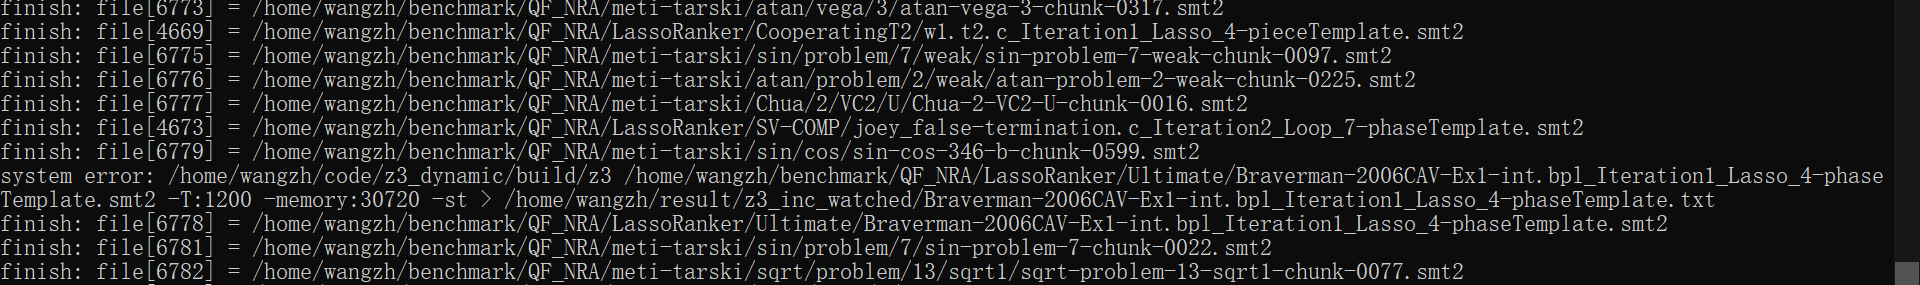 finish: file[6773] = /home/wangzh/benchmark/QF_NRA/meti-tarski/atan/vega/3/atan-vega-3-chunk-0317.smt2
finish: file[4669] = /home/wangzh/benchmark/QF_NRA/LassoRanker/CooperatingT2/w1.t2.c_Iteration1_Lasso_4-pieceTemplate.smt2
finish: file[6775] = /home/wangzh/benchmark/QF_NRA/meti-tarski/sin/problem/7/weak/sin-problem-7-weak-chunk-0097.smt2
finish: file[6776] = /home/wangzh/benchmark/QF_NRA/meti-tarski/atan/problem/2/weak/atan-problem-2-weak-chunk-0225.smt2
finish: file[6777] = /home/wangzh/benchmark/QF_NRA/meti-tarski/Chua/2/VC2/U/Chua-2-VC2-U-chunk-0016.smt2
finish: file[4673] = /home/wangzh/benchmark/QF_NRA/LassoRanker/SV-COMP/joey_false-termination.c_Iteration2_Loop_7-phaseTemplate.smt2
finish: file[6779] = /home/wangzh/benchmark/QF_NRA/meti-tarski/sin/cos/sin-cos-346-b-chunk-0599.smt2
system error: /home/wangzh/code/z3_dynamic/build/z3 /home/wangzh/benchmark/QF_NRA/LassoRanker/Ultimate/Braverman-2006CAV-Ex1-int.bpl_Iteration1_Lasso_4-phase
Template.smt2 -T:1200 -memory:30720 -st > /home/wangzh/result/z3_inc_watched/Braverman-2006CAV-Ex1-int.bpl_Iteration1_Lasso_4-phaseTemplate.txt
finish: file[6778] = /home/wangzh/benchmark/QF_NRA/LassoRanker/Ultimate/Braverman-2006CAV-Ex1-int.bpl_Iteration1_Lasso_4-phaseTemplate.smt2
finish: file[6781] = /home/wangzh/benchmark/QF_NRA/meti-tarski/sin/problem/7/sin-problem-7-chunk-0022.smt2
finish: file[6782] = /home/wangzh/benchmark/QF_NRA/meti-tarski/sqrt/problem/13/sqrt1/sqrt-problem-13-sqrt1-chunk-0077.smt2